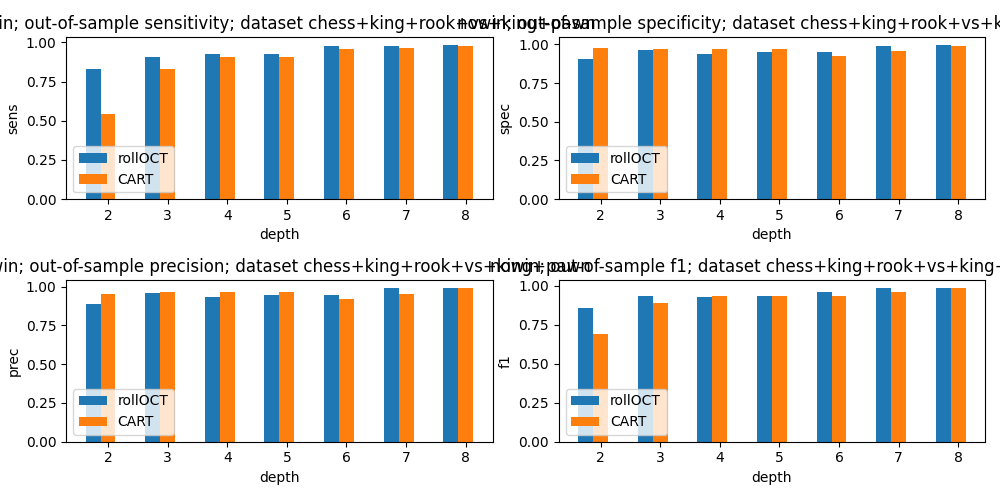 in; out-of-sample sensitivity; dataset chess+king+rook+vs+king+pawn
nowin; out-of-sample specificity; dataset chess+king+rook+vs+k
1.00
0.75
0.50
0.25
0.00
sens
rollOCT
CART
2 3 4 5 6 7 8
depth
1.00
0.75
0.50
0.25
0.00
spec
rollOCT
CART
2 3 4 5 6 7 8
depth
win; out-of-sample precision; dataset chess+king+rook+vs+king+pawn
nowin; out-of-sample f1; dataset chess+king+rook+vs+king+
1.00
0.75
0.50
0.25
0.00
prec
rollOCT
CART
2 3 4 5 6 7 8
depth
1.00
0.75
0.50
0.25
0.00
f1
rollOCT
CART
2 3 4 5 6 7 8
depth